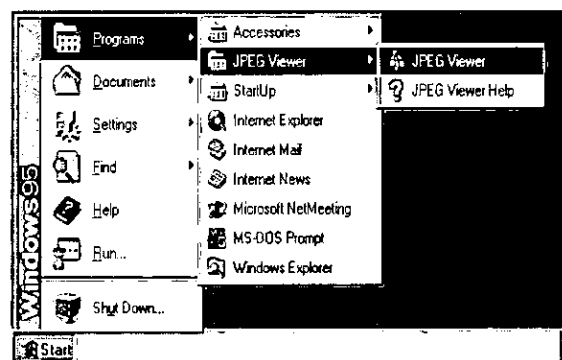 Programs
Documents
Settings
Find
Help
Run...
Shut Down...
Windows95
Accessories
JPEG Viewer
StartUp
Internet Explorer
Internet Mail
Internet News
Microsoft NetMeeting
MS-DOS Prompt
Windows Explorer
JPEG Viewer
JPEG Viewer Help
Start